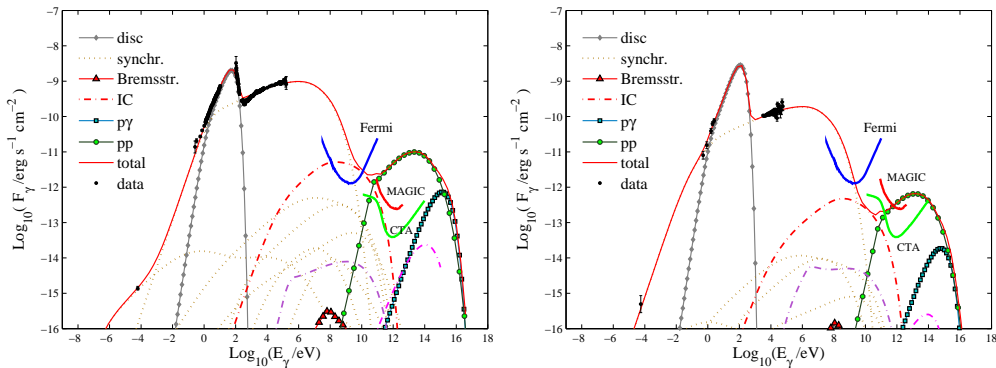 −7
−8
−9
−10
−11
−12
−13
−14
−15
−16
Log10( Fγ /erg s−1 cm−2 )
disc
synchr.
Bremsstr.
IC
pγ
pp
total
data
Fermi
MAGIC
CTA
−8 −6 −4 −2 0 2 4 6 8 10 12 14 16 18
Log10(Eγ /eV)
−7
−8
−9
−10
−11
−12
−13
−14
−15
−16
Log10( Fγ /erg s−1 cm−2 )
disc
synchr.
Bremsstr.
IC
pγ
pp
total
data
Fermi
MAGIC
CTA
−8 −6 −4 −2 0 2 4 6 8 10 12 14 16 18
Log10(Eγ /eV)